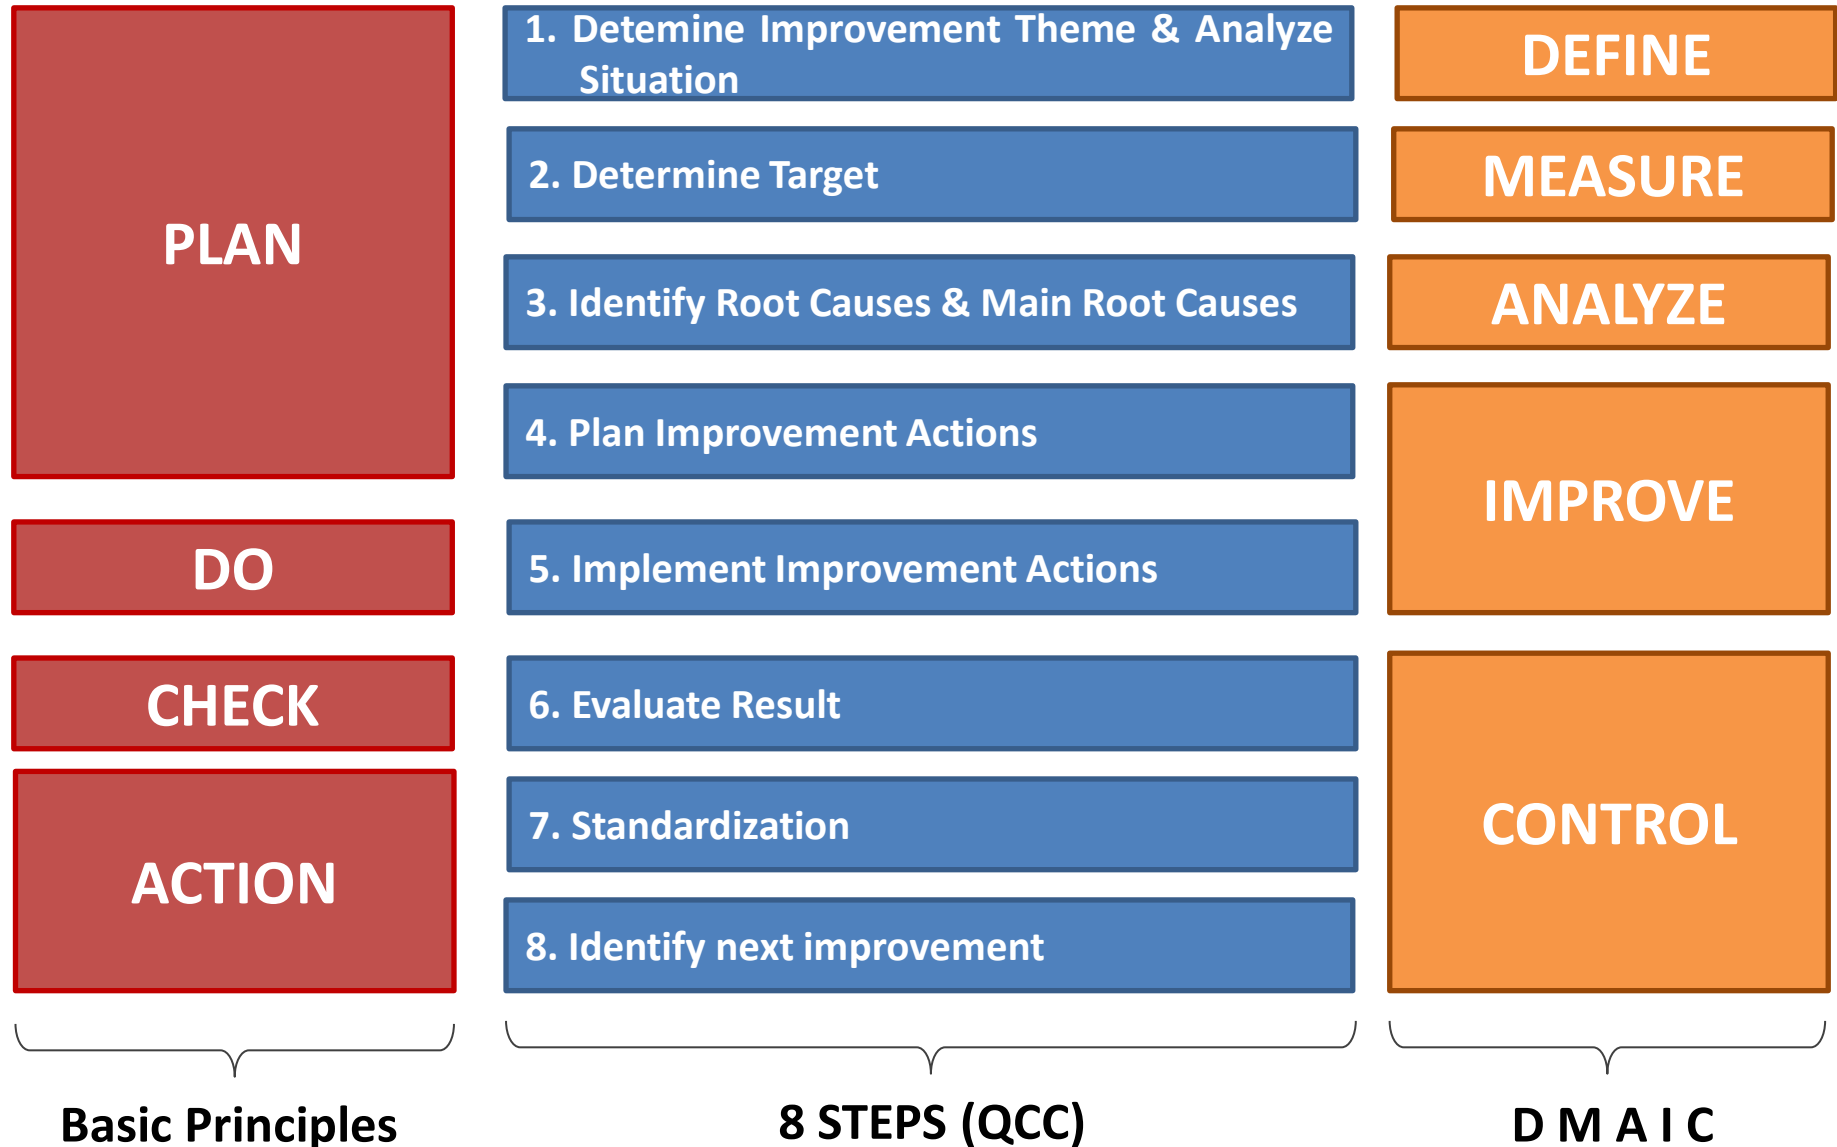 PLAN
DO
CHECK
ACTION
Basic Principles
1. Detemine Improvement Theme & Analyze
Situation
2. Determine Target
3. Identify Root Causes & Main Root Causes
4. Plan Improvement Actions
5. Implement Improvement Actions
6. Evaluate Result
7. Standardization
8. Identify next improvement
8 STEPS (QCC)
DEFINE
MEASURE
ANALYZE
IMPROVE
CONTROL
D M A I C